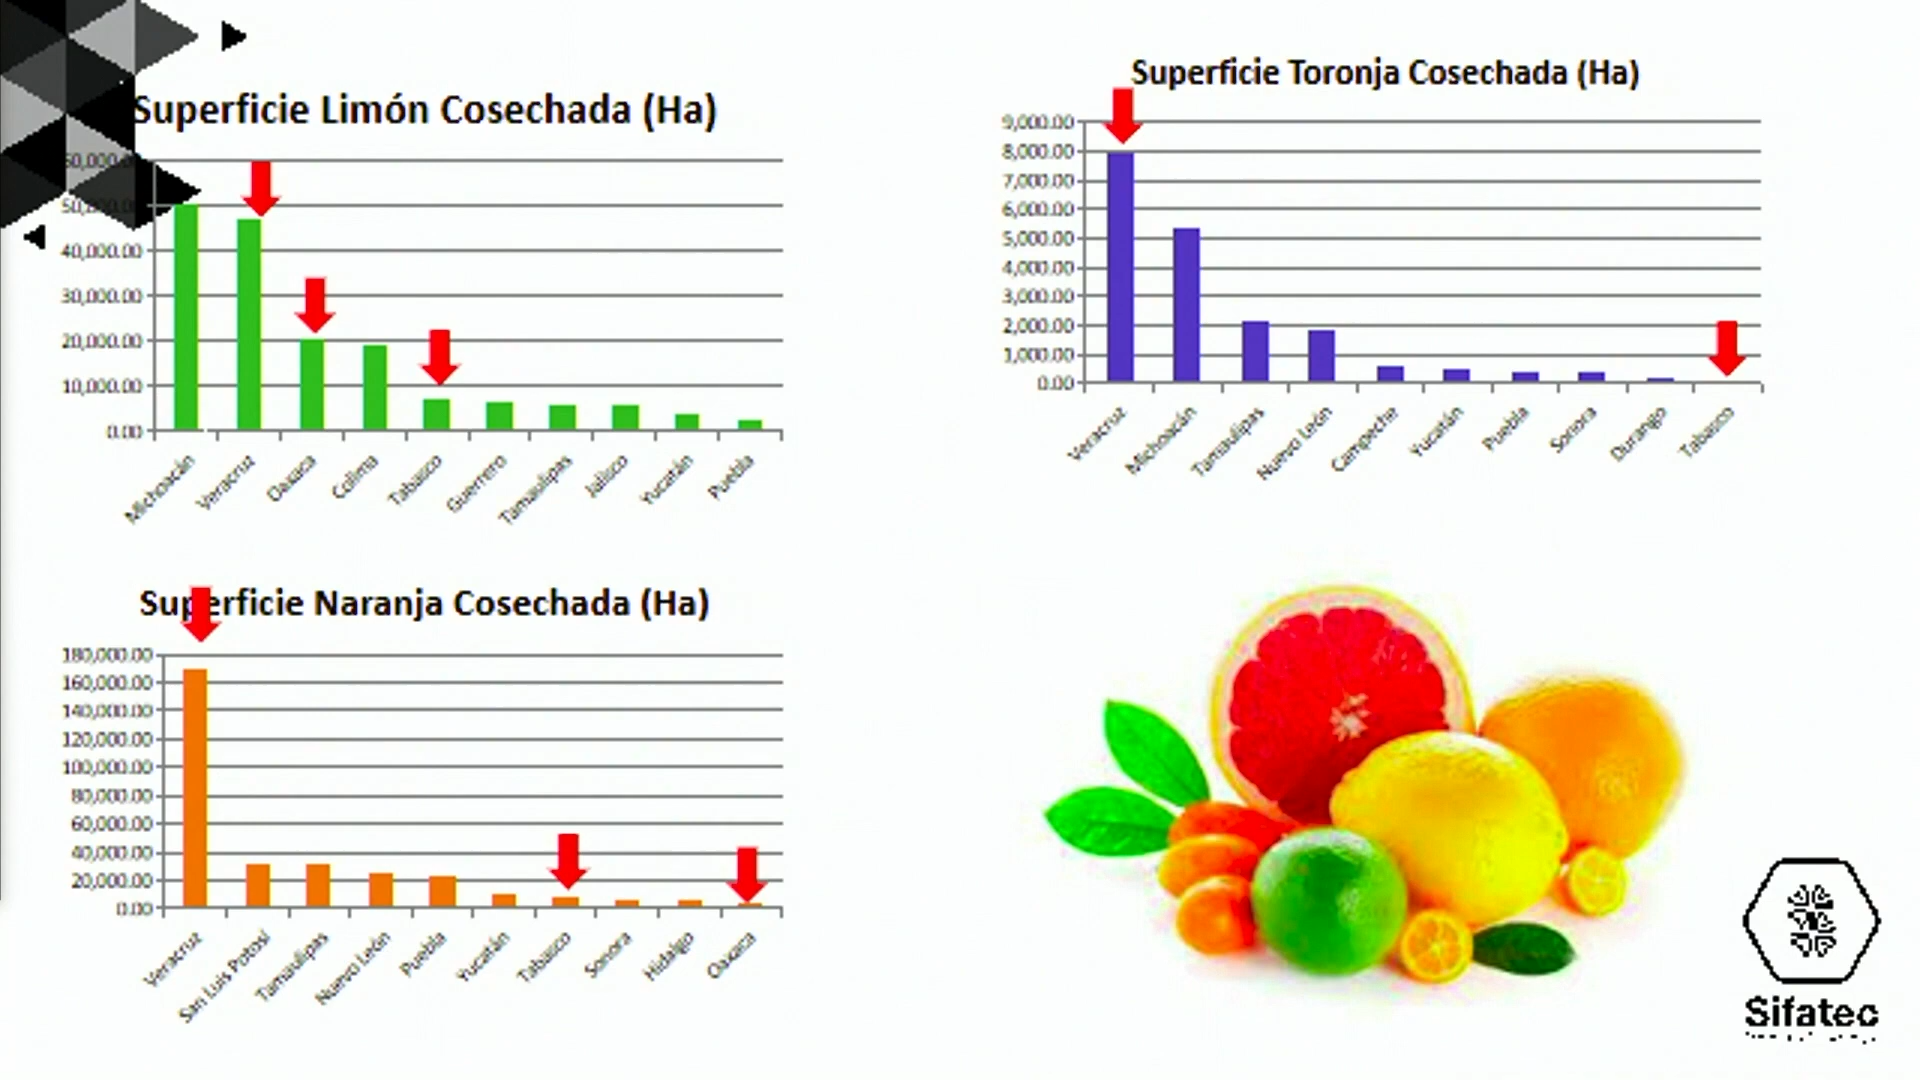 Superficie Limón Cosechada (Ha)
60,000.00
50,000.00
40,000.00
30,000.00
20,000.00
10,000.00
0.00
Michoacán
Veracruz
Oaxaca
Colima
Tabasco
Guerrero
Tamaulipas
Jalisco
Yucatán
Puebla
Superficie Toronja Cosechada (Ha)
9,000.00
8,000.00
7,000.00
6,000.00
5,000.00
4,000.00
3,000.00
2,000.00
1,000.00
0.00
Veracruz
Michoacán
Tamaulipas
Nuevo León
Campeche
Yucatán
Puebla
Sonora
Durango
Tabasco
Superficie Naranja Cosechada (Ha)
180,000.00
160,000.00
140,000.00
120,000.00
100,000.00
80,000.00
60,000.00
40,000.00
20,000.00
0.00
Veracruz
San Luis Potosí
Tamaulipas
Nuevo León
Puebla
Yucatán
Tabasco
Sonora
Hidalgo
Oaxaca
Sifatec